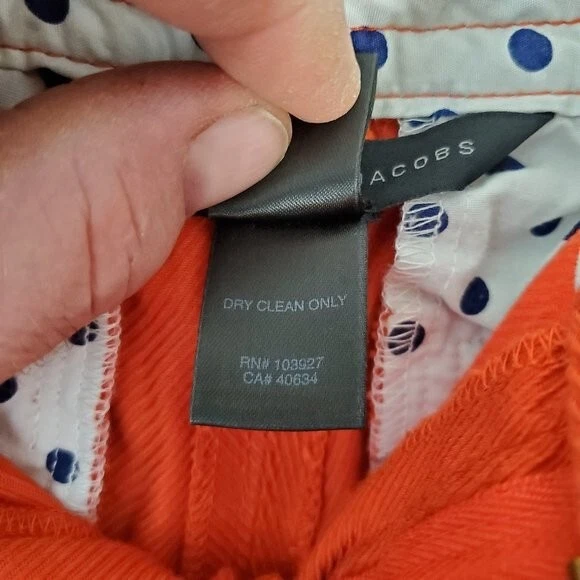 ACOBS
DRY CLEAN ONLY
RN# 103927
CA# 40634